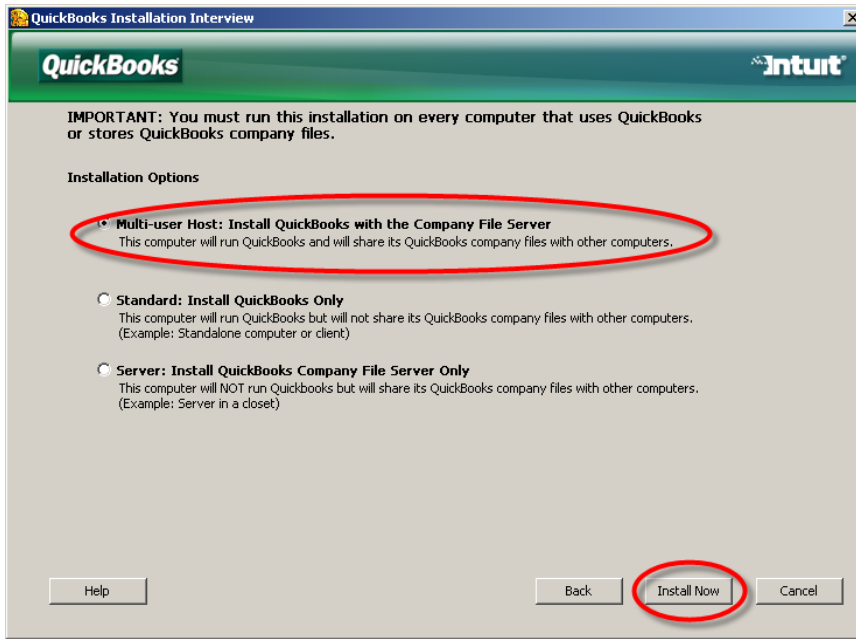 QuickBooks Installation Interview
QuickBooks
Intuit
IMPORTANT: You must run this installation on every computer that uses QuickBooks
or stores QuickBooks company files.
Installation Options
Multi-user Host: Install QuickBooks with the Company File Server
This computer will run QuickBooks and will share its QuickBooks company files with other computers.
Standard: Install QuickBooks Only
This computer will run QuickBooks but will not share its QuickBooks company files with other computers.
(Example: Standalone computer or client)
Server: Install QuickBooks Company File Server Only
This computer will NOT run Quickbooks but will share its QuickBooks company files with other computers.
(Example: Server in a closet)
Help
Back
Install Now
Cancel